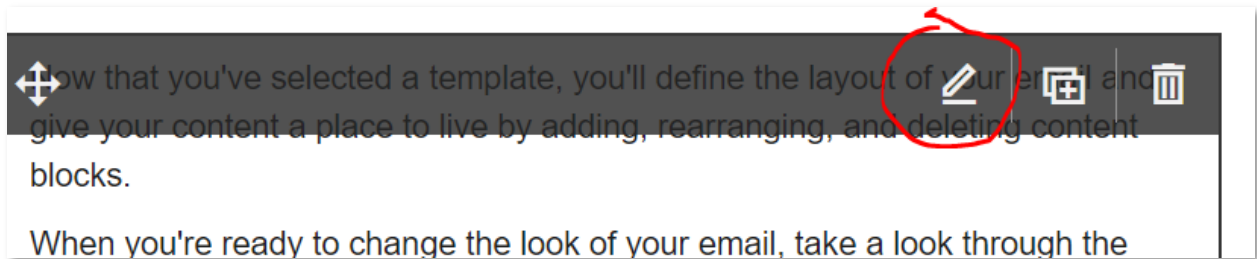 Now that you've selected a template, you'll define the layout of your email and
give your content a place to live by adding, rearranging, and deleting content
blocks.
When you're ready to change the look of your email, take a look through the